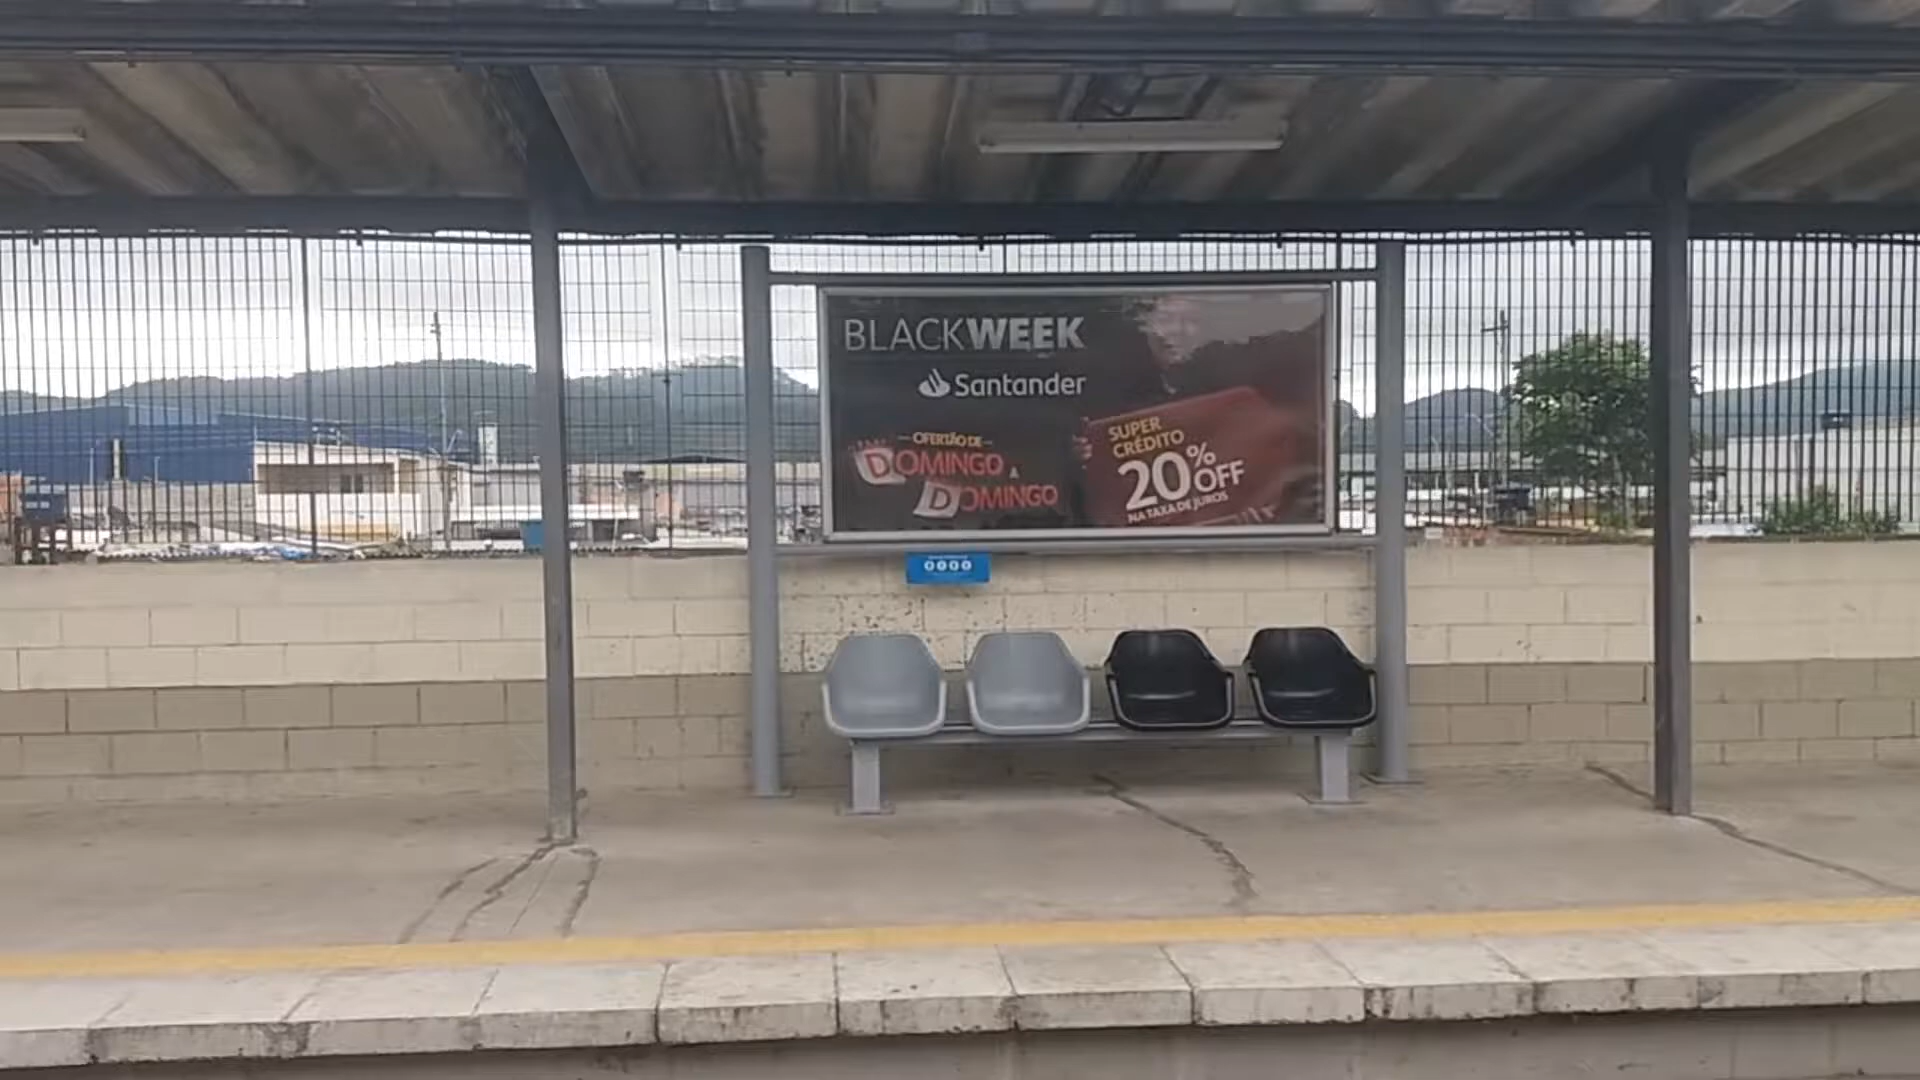 BLACKWEEK
Santander
OFERTÃO DE
DOMINGO
A
DOMINGO
SUPER
CRÉDITO
20% OFF
NA TAXA DE JUROS